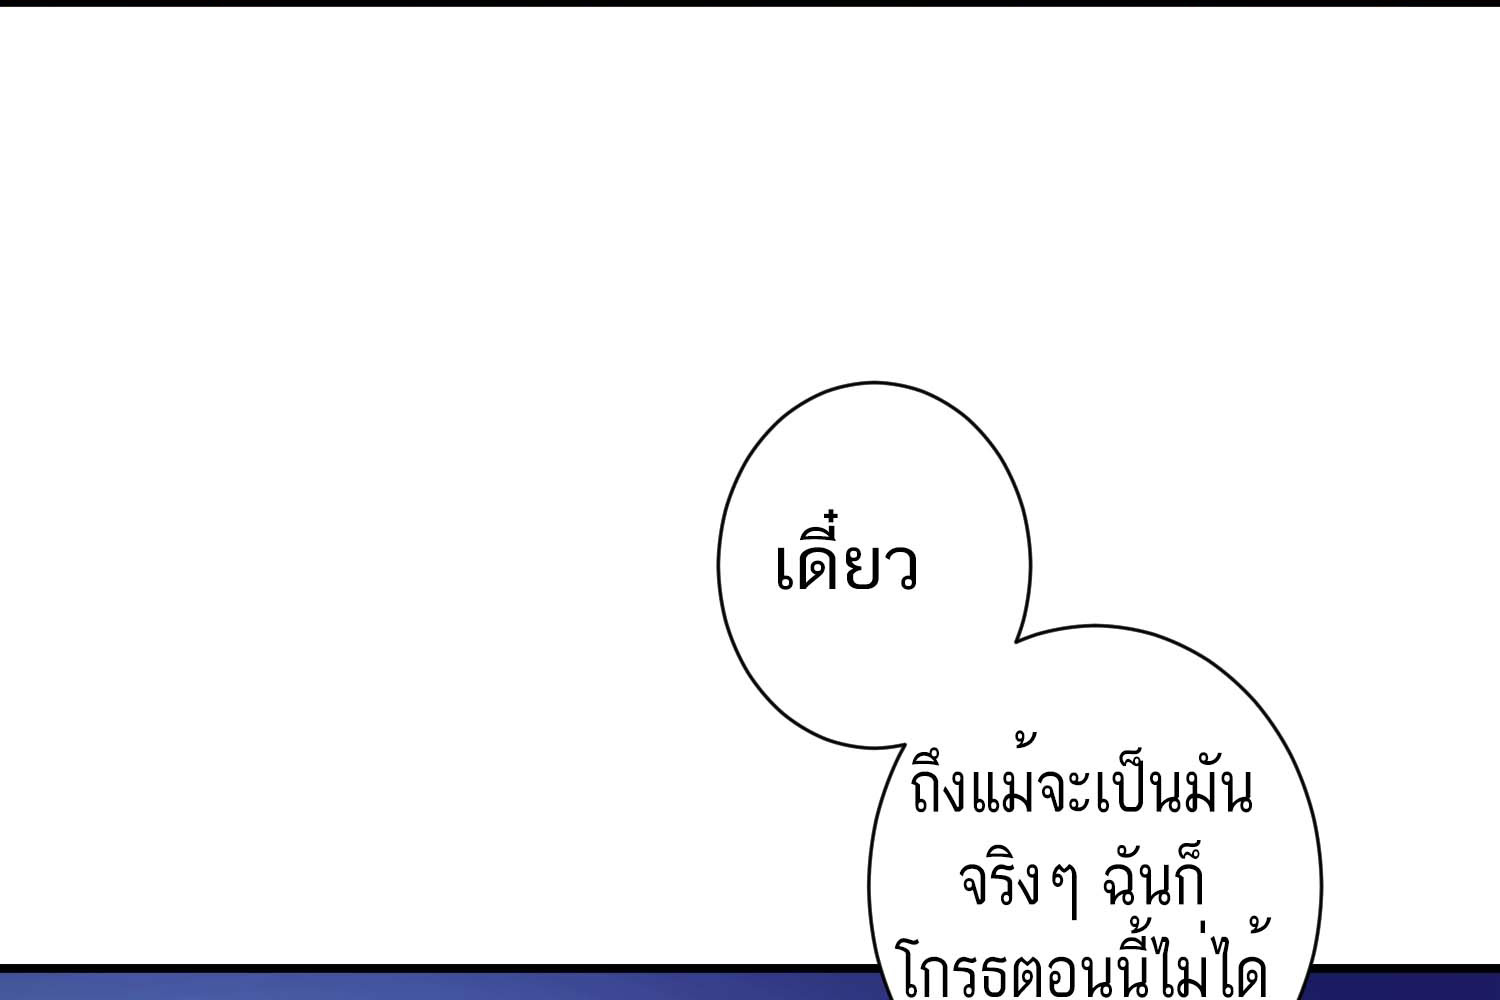 เดี๋ยว
ถึงแม้จะเป็นมัน
จริงๆ ฉันก็
โกรธตอนนี้ไม่ได้